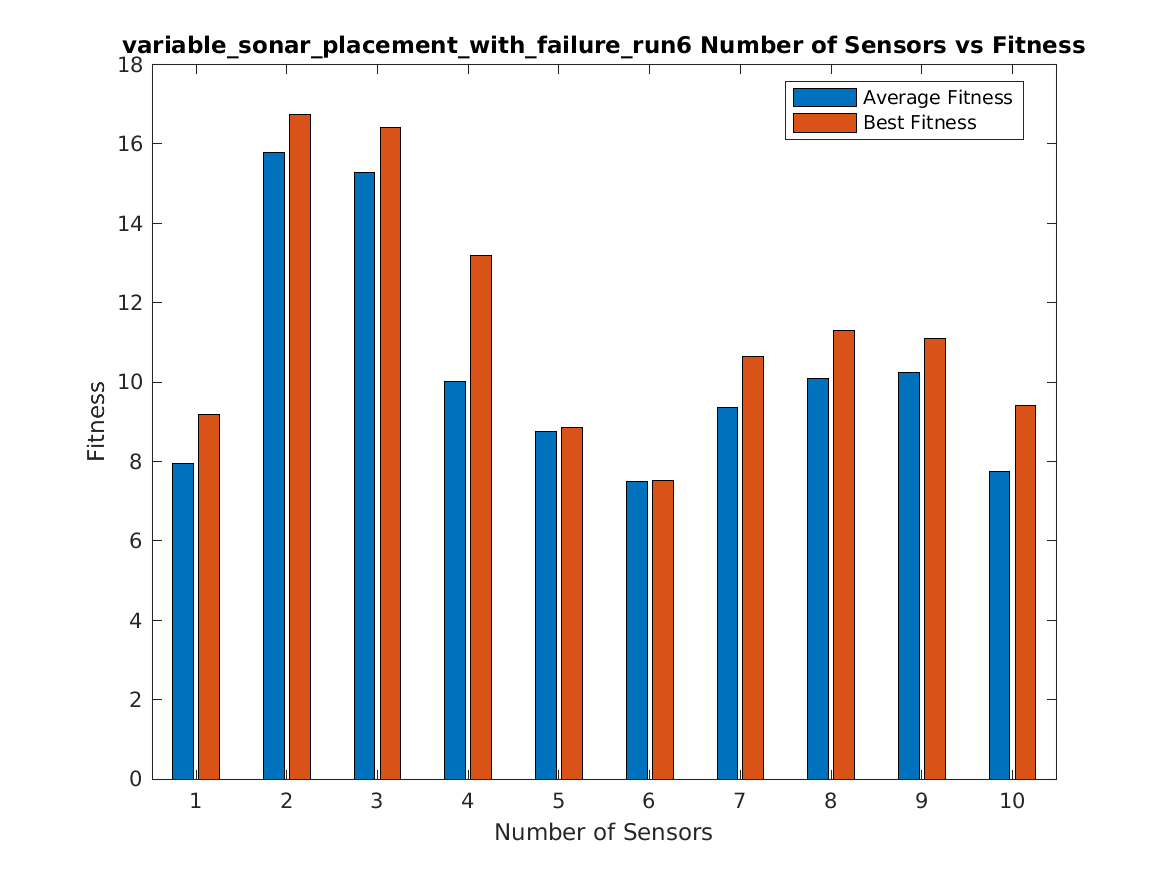 variable_sonar_placement_with_failure_run6 Number of Sensors vs Fitness
18
16
14
12
10
8
6
4
2
0
Fitness
Average Fitness
Best Fitness
1 2 3 4 5 6 7 8 9 10
Number of Sensors